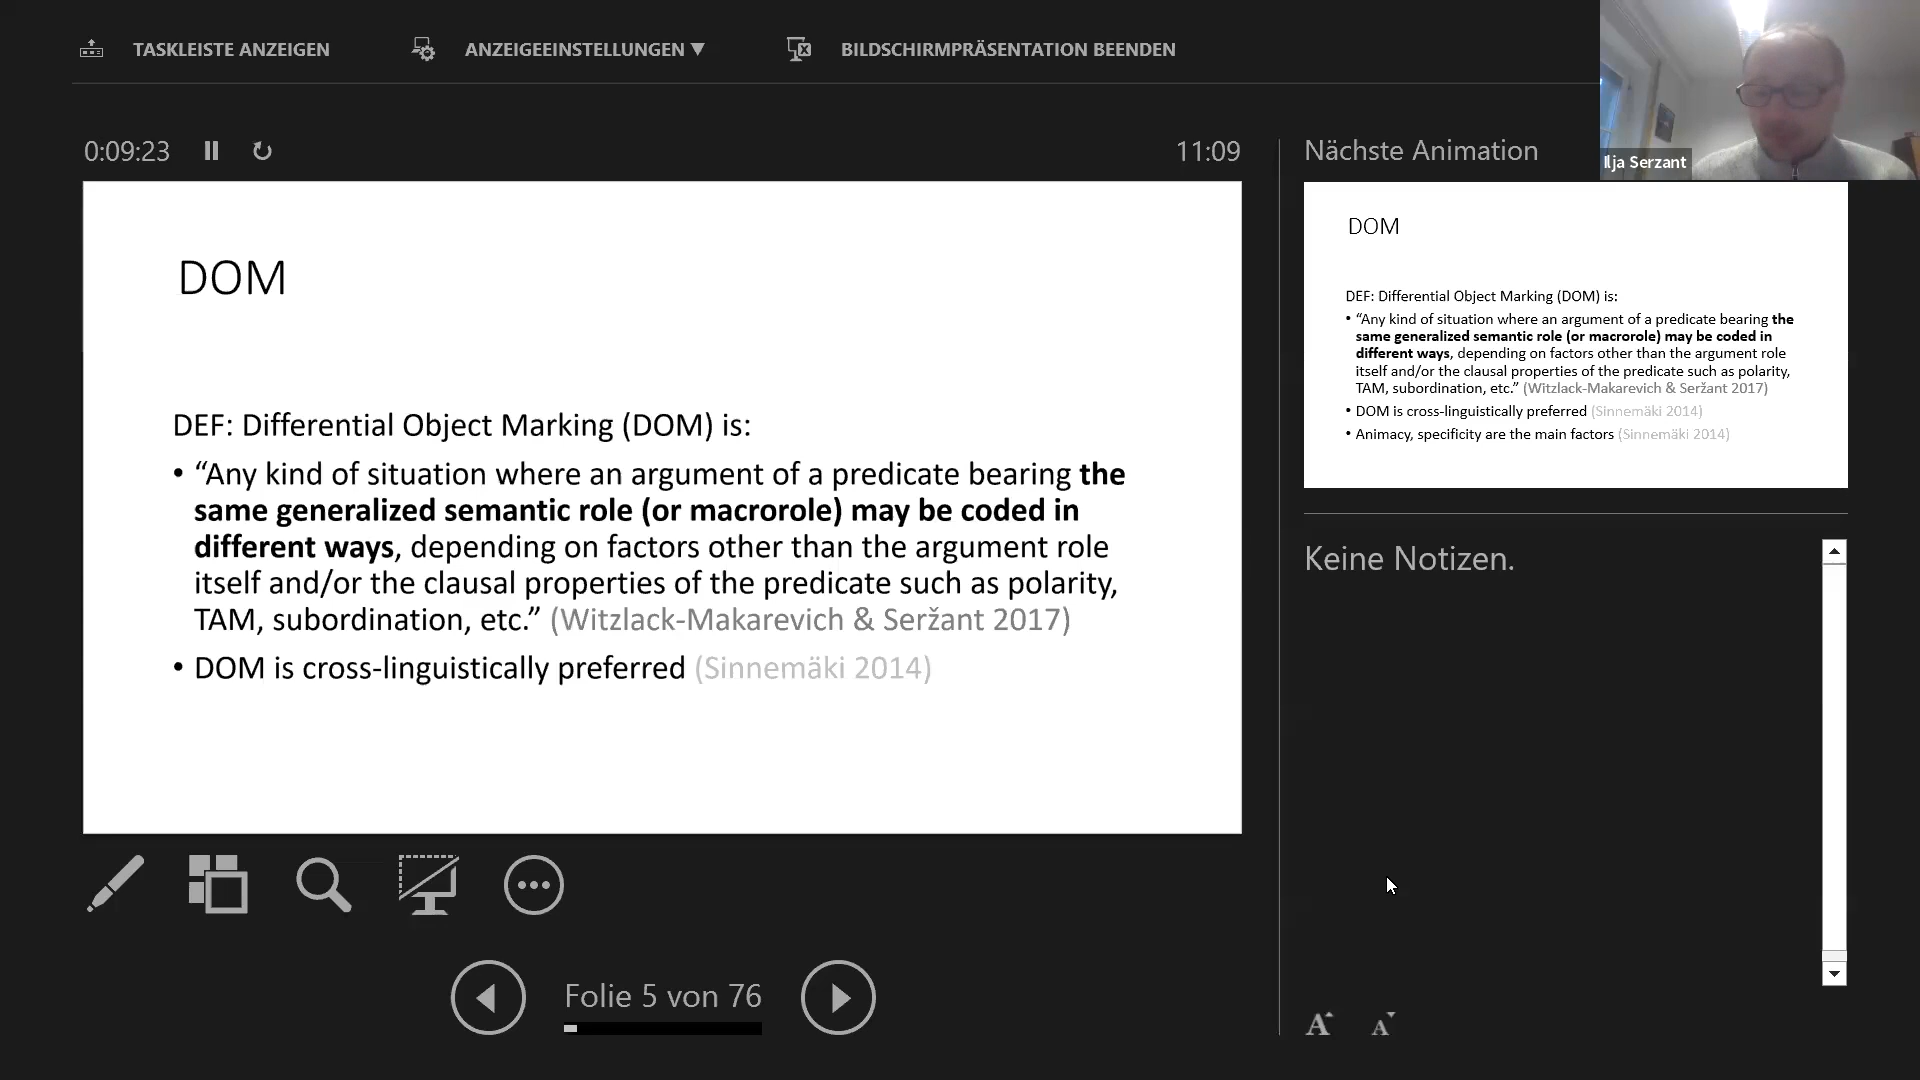 TASKLEISTE ANZEIGEN
ANZEIGEEINSTELLUNGEN ▼
BILDSCHIRMPRÄSENTATION BEENDEN
Ilja Serzant
0:09:23
11:09
Nächste Animation
DOM
DEF: Differential Object Marking (DOM) is:
• “Any kind of situation where an argument of a predicate bearing the
same generalized semantic role (or macrorole) may be coded in
different ways, depending on factors other than the argument role
itself and/or the clausal properties of the predicate such as polarity,
TAM, subordination, etc.” (Witzlack-Makarevich & Seržant 2017)
• DOM is cross-linguistically preferred (Sinnemäki 2014)
DOM
DEF: Differential Object Marking (DOM) is:
• “Any kind of situation where an argument of a predicate bearing the
same generalized semantic role (or macrorole) may be coded in
different ways, depending on factors other than the argument role
itself and/or the clausal properties of the predicate such as polarity,
TAM, subordination, etc.” (Witzlack-Makarevich & Seržant 2017)
• DOM is cross-linguistically preferred (Sinnemäki 2014)
• Animacy, specificity are the main factors (Sinnemäki 2014)
Keine Notizen.
Folie 5 von 76
A A